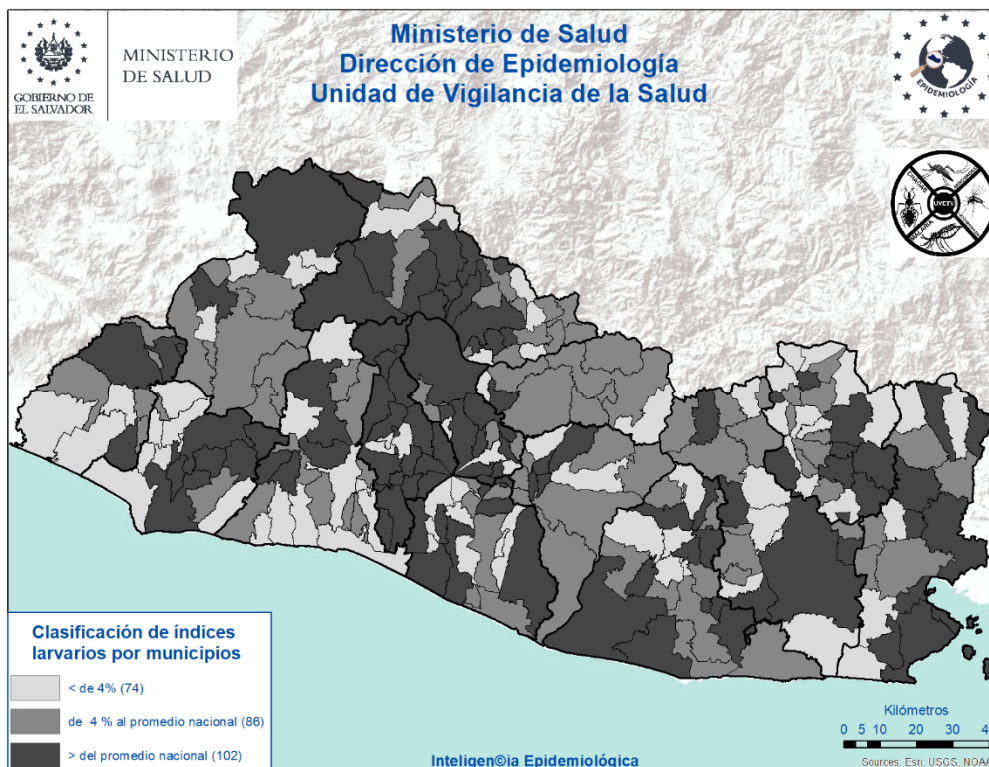 Ministerio de Salud
Dirección de Epidemiología
Unidad de Vigilancia de la Salud
MINISTERIO
DE SALUD
GOBIERNO DE
EL SALVADOR
EPIDEMIOLOGÍA
UVETV
Clasificación de índices
larvarios por municipios
< de 4% (74)
de 4 % al promedio nacional (86)
> del promedio nacional (102)
Inteligen©ia Epidemiológica
Kilómetros
0 5 10 20 30
Sources: Esri, USGS, NOAA